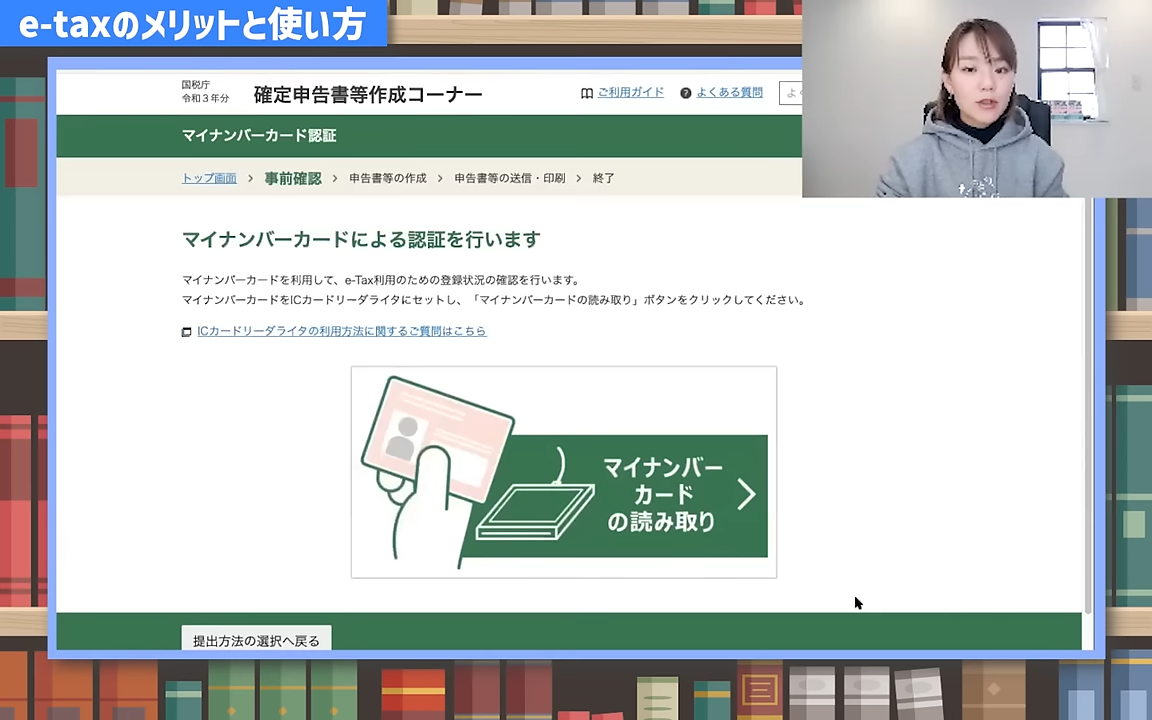 e-taxのメリットと使い方
国税庁
令和3年分
確定申告書等作成コーナー
ご利用ガイド
? よくある質問
よく
マイナンバーカード認証
トップ画面 > 事前確認 > 申告書等の作成 > 申告書等の送信・印刷 > 終了
マイナンバーカードによる認証を行います
マイナンバーカードを利用して、e-Tax利用のための登録状況の確認を行います。
マイナンバーカードをICカードリーダライタにセットし、「マイナンバーカードの読み取り」ボタンをクリックしてください。
ICカードリーダライタの利用方法に関するご質問はこちら
マイナンバー
カード
の読み取り
提出方法の選択へ戻る